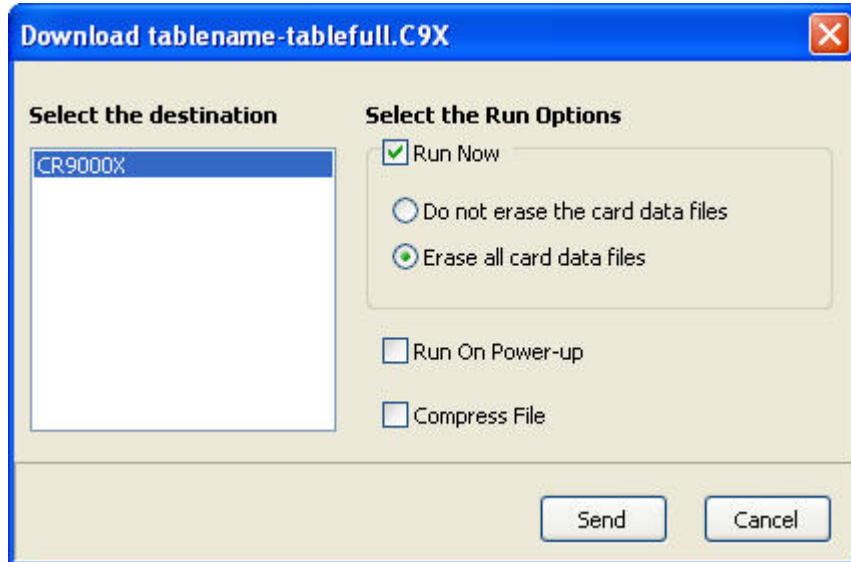 Download tablename-tablefull.C9X
Select the destination
CR9000X
Select the Run Options
Run Now
Do not erase the card data files
Erase all card data files
Run On Power-up
Compress File
Send
Cancel